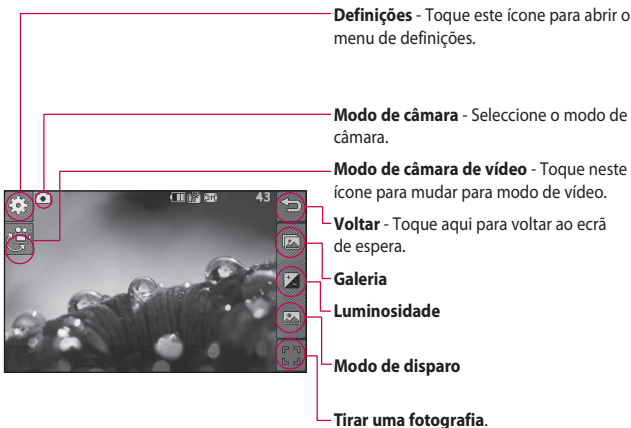 Definições - Toque este ícone para abrir o
menu de definições.
Modo de câmara - Seleccione o modo de
câmara.
Modo de câmara de vídeo - Toque neste
ícone para mudar para modo de vídeo.
43
Voltar - Toque aqui para voltar ao ecrã
de espera.
Galeria
Luminosidade
Modo de disparo
Tirar uma fotografia.